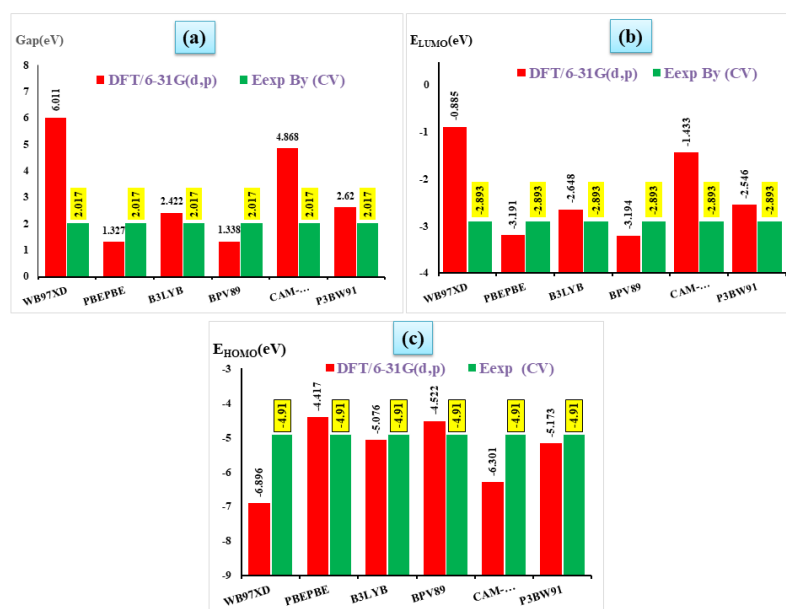 (a)
Gap(eV)
DFT/6-31G(d,p) Eexp By (CV)
8
7
6
5
4
3
2
1
0
6.011 2.017 1.327 2.017 2.422 2.017 1.338 2.017 4.868 2.017 2.62 2.017
WB97XD PBEPBE B3LYB BPV89 CAM-... P3BW91
(b)
E_LUMO(eV)
DFT/6-31G(d,p) Eexp By (CV)
0
-1
-2
-3
-4
-0.885 -2.893 -3.191 -2.893 -2.648 -2.893 -3.194 -2.893 -1.433 -2.893 -2.546 -2.893
WB97XD PBEPBE B3LYB BPV89 CAM-... P3BW91
(c)
E_HOMO(eV)
DFT/6-31G(d,p) Eexp (CV)
-3
-4
-5
-6
-7
-8
-9
-6.896 -4.91 -4.417 -4.91 -5.076 -4.91 -4.522 -4.91 -6.301 -4.91 -5.173 -4.91
WB97XD PBEPBE B3LYB BPV89 CAM-... P3BW91